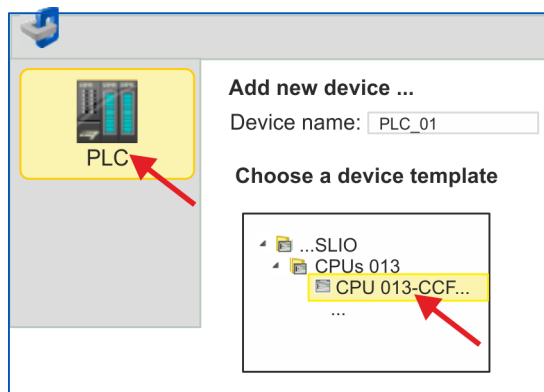 PLC
Add new device ...
Device name: PLC_01
Choose a device template
...SLIO
CPUs 013
CPU 013-CCF...
...